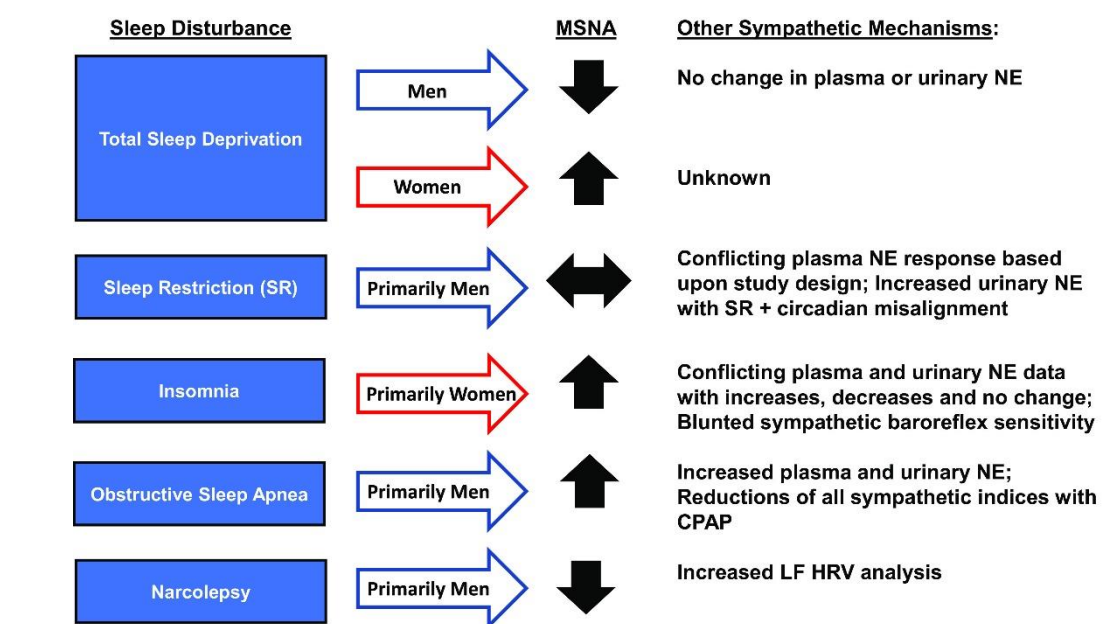 Sleep Disturbance
MSNA
Other Sympathetic Mechanisms:
Total Sleep Deprivation
Men
No change in plasma or urinary NE
Women
Unknown
Sleep Restriction (SR)
Primarily Men
Conflicting plasma NE response based
upon study design; Increased urinary NE
with SR + circadian misalignment
Insomnia
Primarily Women
Conflicting plasma and urinary NE data
with increases, decreases and no change;
Blunted sympathetic baroreflex sensitivity
Obstructive Sleep Apnea
Primarily Men
Increased plasma and urinary NE;
Reductions of all sympathetic indices with
CPAP
Narcolepsy
Primarily Men
Increased LF HRV analysis